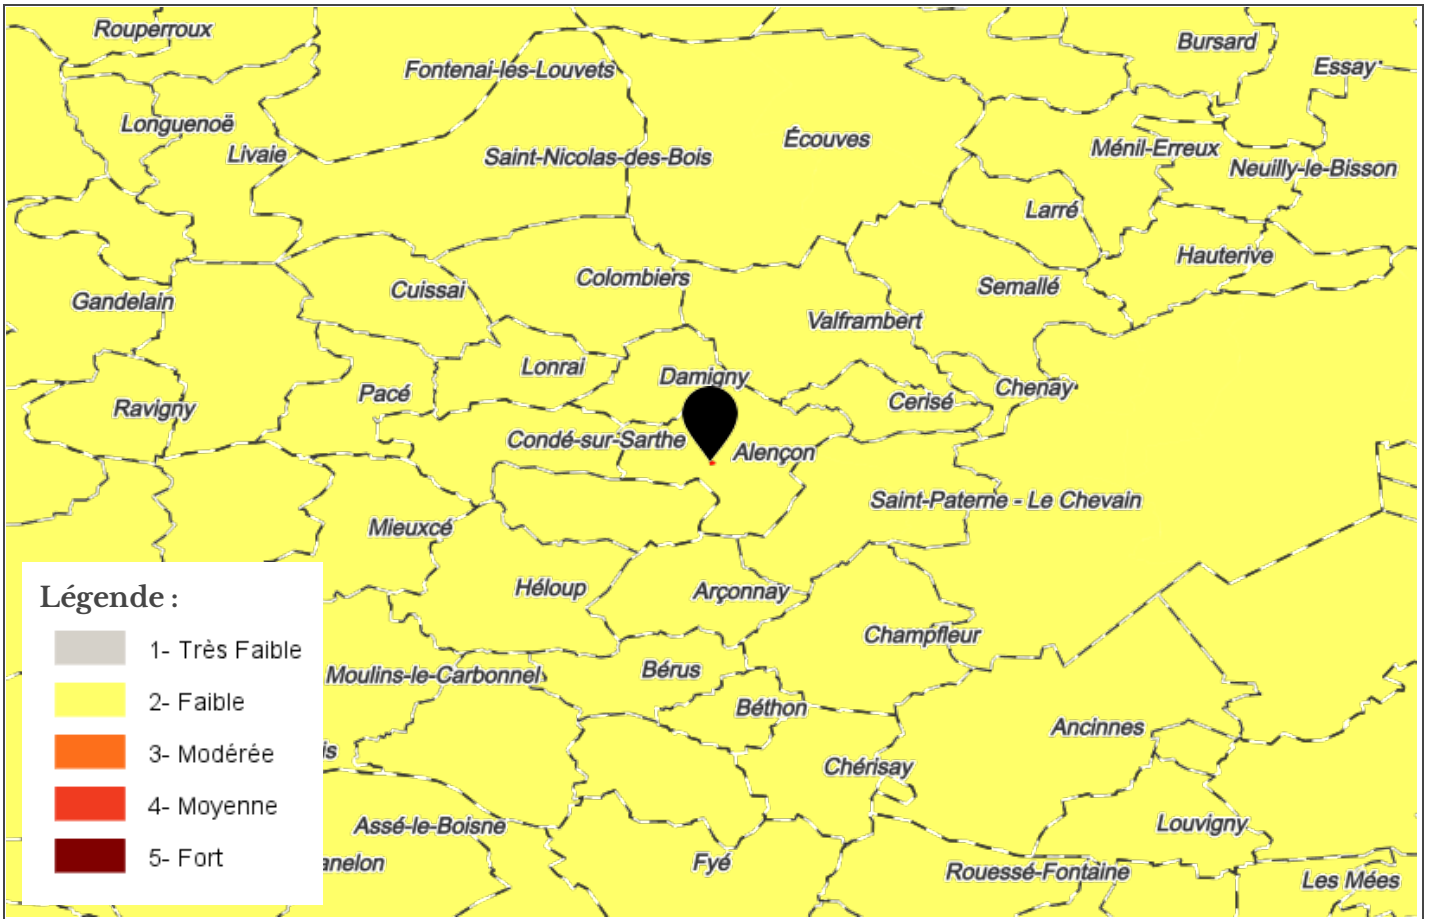 Rouperroux
Bursard
Fontenai-les-Louvets
Essay
Longuenoë
Écouves
Livaie
Saint-Nicolas-des-Bois
Ménil-Erreux
Neuilly-le-Bisson
Larré
Hauterive
Colombiers
Cuissai
Semallé
Gandelain
Valframbert
Lonrai
Damigny
Chenay
Pacé
Cerisé
Ravigny
Condé-sur-Sarthe
Alençon
Saint-Paterne - Le Chevain
Mieuxcé
Héloup
Arçonnay
Champfleur
Moulins-le-Carbonnel
Bérus
Béthon
Ancinnes
is
Chérisay
Assé-le-Boisne
Louvigny
anelon
Fyé
Rouessé-Fontaine
Les Mées
Légende :
1- Très Faible
2- Faible
3- Modérée
4- Moyenne
5- Fort